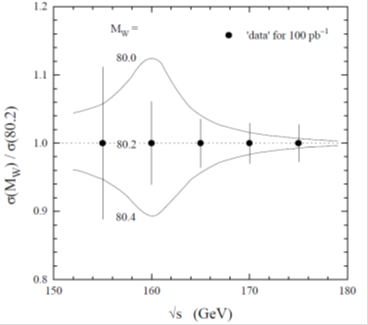 1.2
M_W =
● 'data' for 100 pb⁻¹
80.0
1.1
σ(M_W) / σ(80.2)
1.0
80.2
0.9
80.4
0.8
150 160 170 180
√s (GeV)